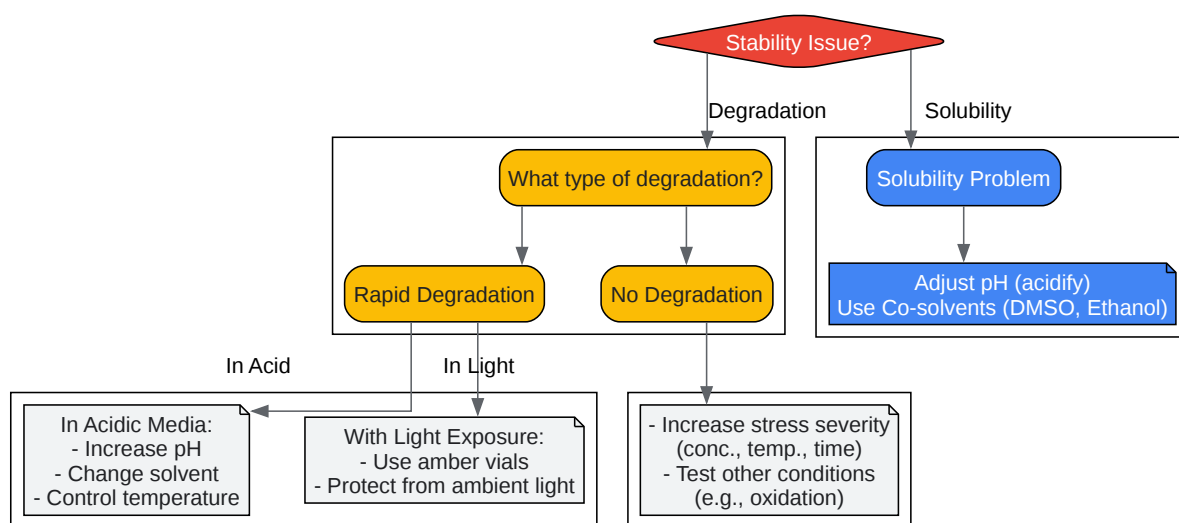 Stability Issue?
Degradation
Solubility
What type of degradation?
Solubility Problem
Rapid Degradation
No Degradation
Adjust pH (acidify)
Use Co-solvents (DMSO, Ethanol)
In Acid
In Light
In Acidic Media:
- Increase pH
- Change solvent
- Control temperature
With Light Exposure:
- Use amber vials
- Protect from ambient light
- Increase stress severity
(conc., temp., time)
- Test other conditions
(e.g., oxidation)